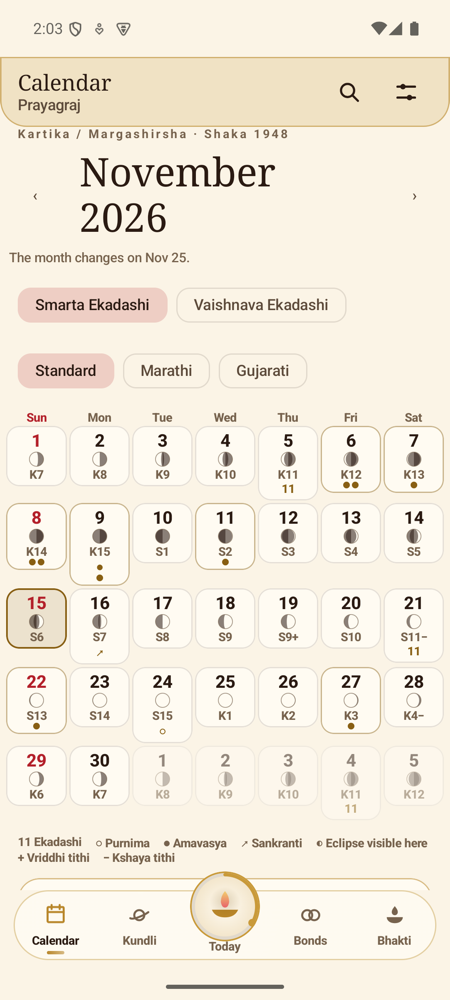 2:03
Calendar
Prayagraj
Kartika / Margashirsha · Shaka 1948
‹ November 2026 ›
The month changes on Nov 25.
Smarta Ekadashi Vaishnava Ekadashi
Standard Marathi Gujarati
Sun Mon Tue Wed Thu Fri Sat
1 2 3 4 5 6 7
K7 K8 K9 K10 K11 K12 K13
11
8 9 10 11 12 13 14
K14 K15 S1 S2 S3 S4 S5
15 16 17 18 19 20 21
S6 S7 S8 S9 S9+ S10 S11−
↗ 11
22 23 24 25 26 27 28
S13 S14 S15 K1 K2 K3 K4−
29 30 1 2 3 4 5
K6 K7 K8 K9 K10 K11 K12
11
11 Ekadashi ○ Purnima ● Amavasya ↗ Sankranti ◐ Eclipse visible here
+ Vriddhi tithi − Kshaya tithi
Calendar Kundli Today Bonds Bhakti